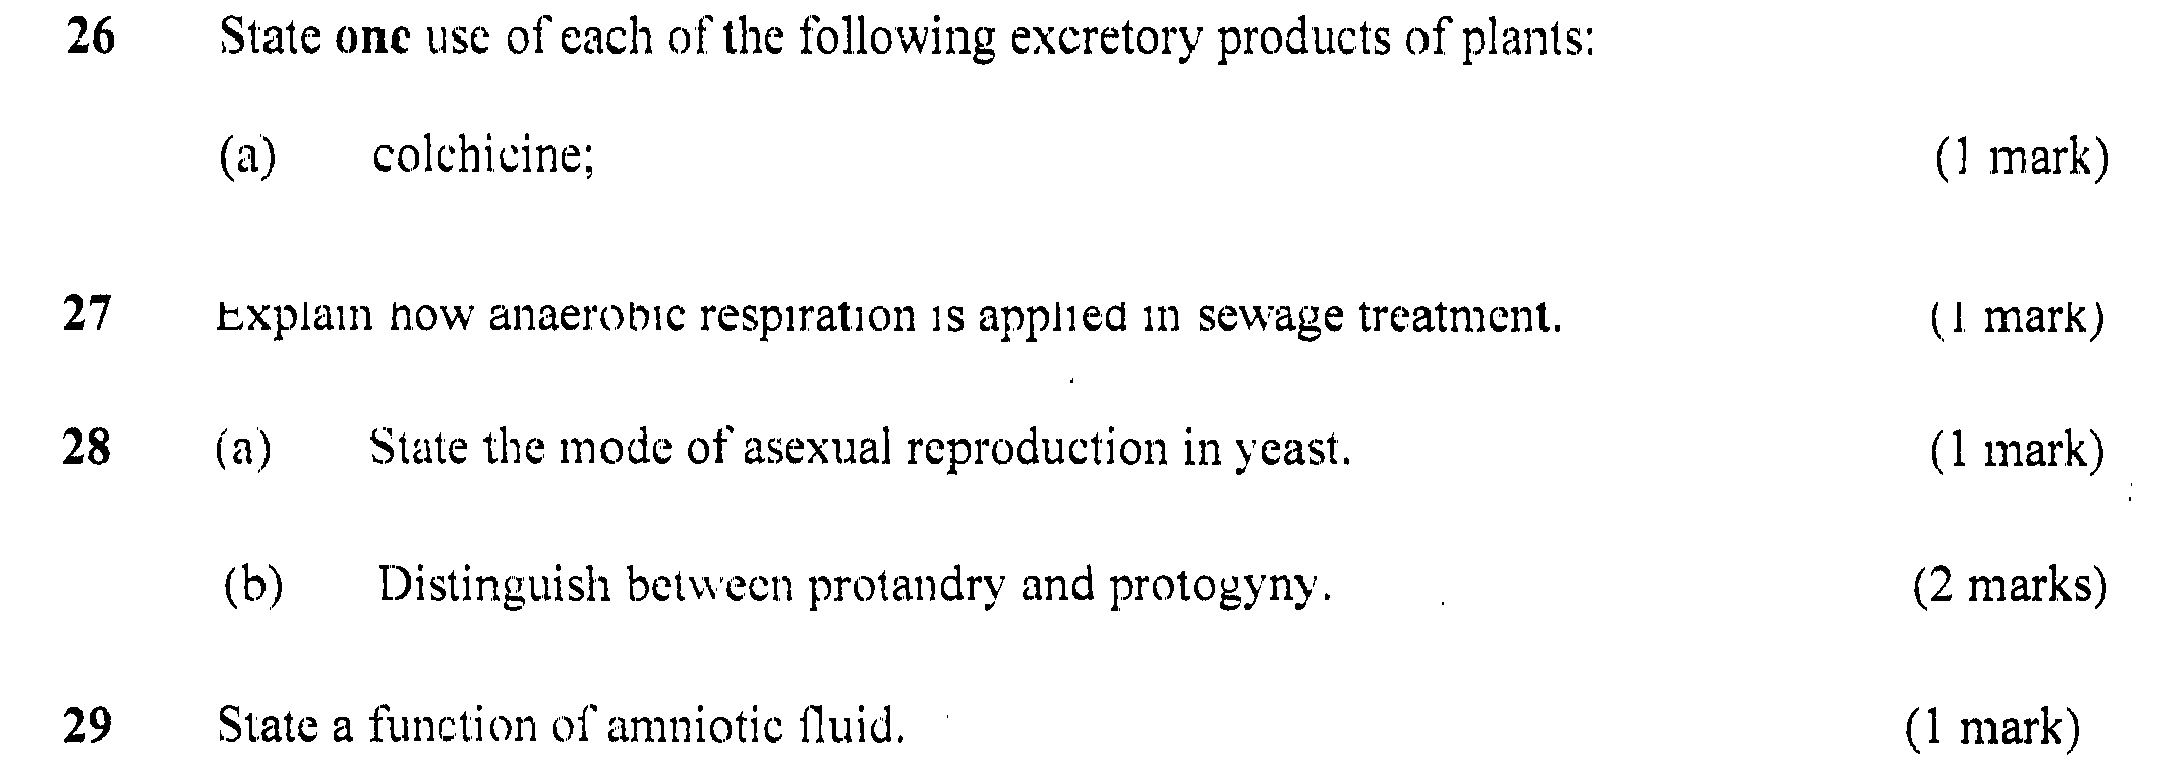 26 State one use of each of the following excretory products of plants:
(a) colchicine; (1 mark)
27 Explain how anaerobic respiration is applied in sewage treatment. (1 mark)
28 (a) State the mode of asexual reproduction in yeast. (1 mark)
(b) Distinguish between protandry and protogyny. (2 marks)
29 State a function of amniotic fluid. (1 mark)